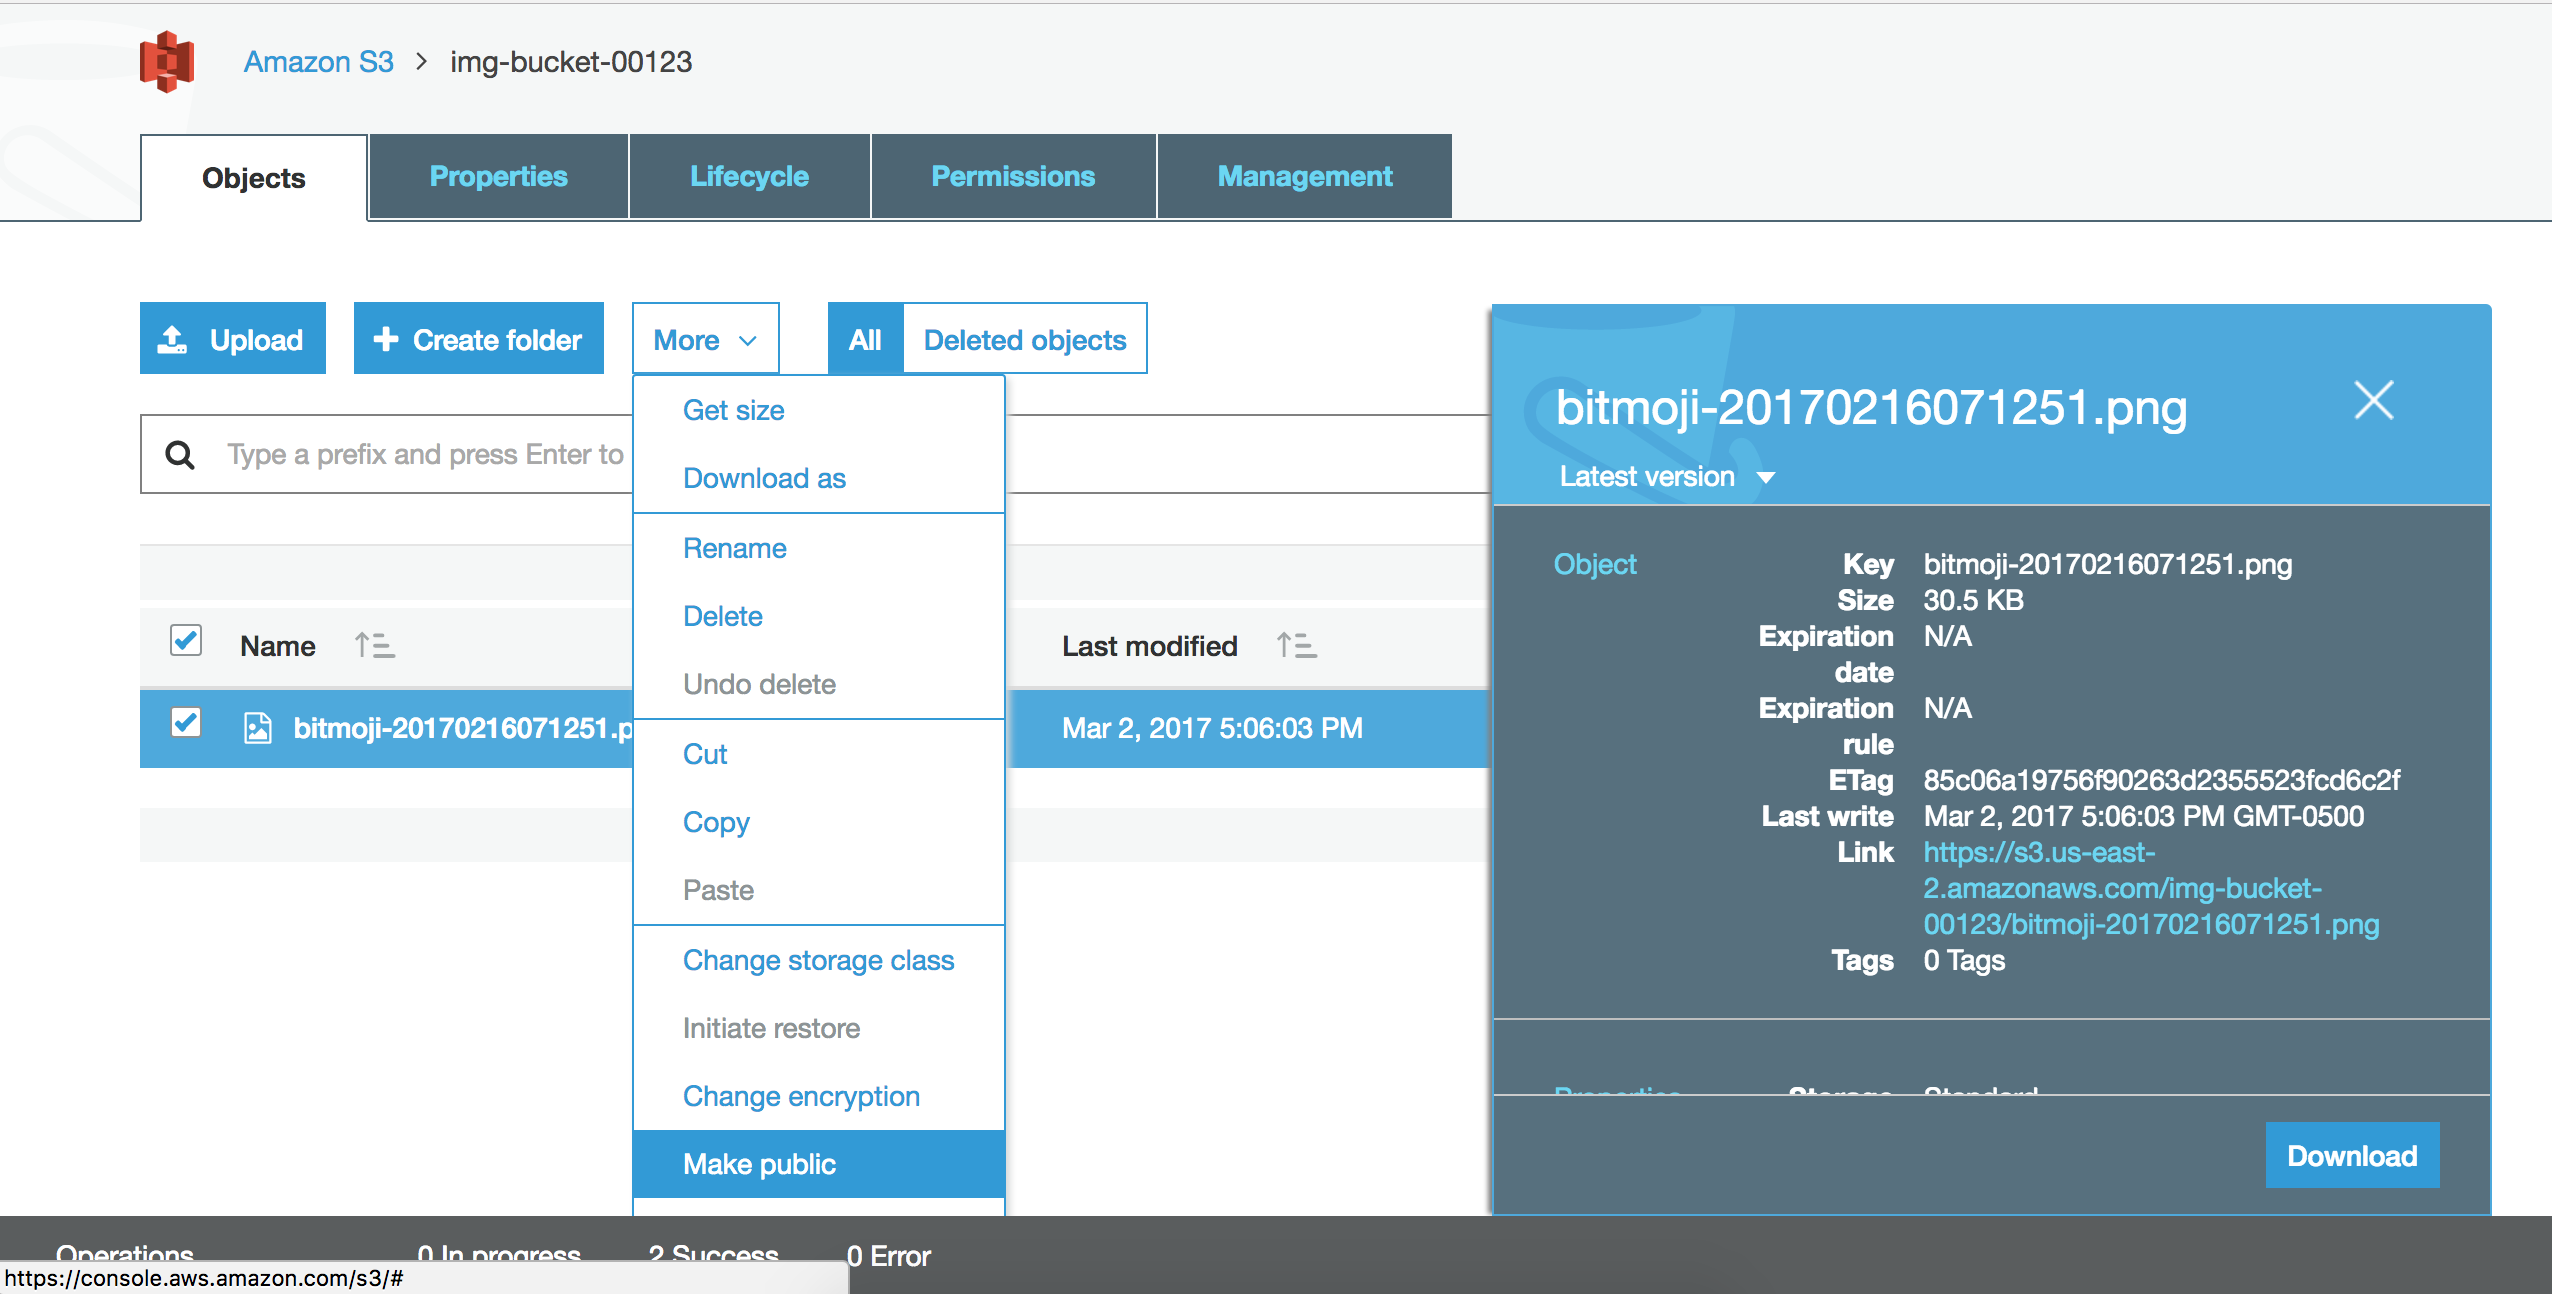 Amazon S3 > img-bucket-00123
Objects
Properties
Lifecycle
Permissions
Management
Upload
Create folder
More
All
Deleted objects
Type a prefix and press Enter to
Get size
Download as
Rename
Delete
Undo delete
Cut
Copy
Paste
Change storage class
Initiate restore
Change encryption
Make public
Name
Last modified
bitmoji-20170216071251.p
Mar 2, 2017 5:06:03 PM
bitmoji-20170216071251.png
Latest version
Object
Key bitmoji-20170216071251.png
Size 30.5 KB
Expiration N/A
date
Expiration N/A
rule
ETag 85c06a19756f90263d2355523fcd6c2f
Last write Mar 2, 2017 5:06:03 PM GMT-0500
Link https://s3.us-east-
2.amazonaws.com/img-bucket-
00123/bitmoji-20170216071251.png
Tags 0 Tags
Properties Storage Standard
Download
Operations 0 In progress 2 Success 0 Error
https://console.aws.amazon.com/s3/#